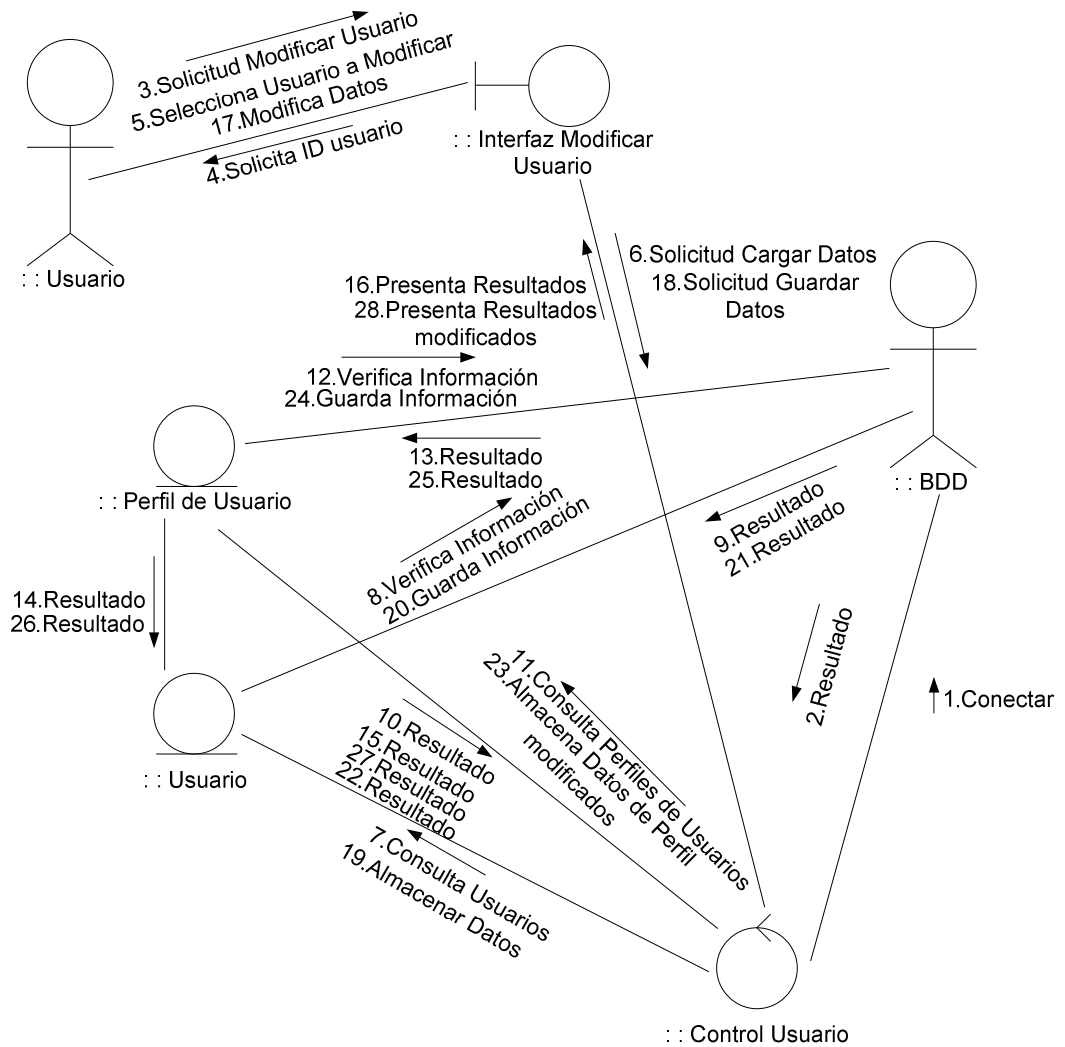 3.Solicitud Modificar Usuario
5.Selecciona Usuario a Modificar
17.Modifica Datos
4.Solicita ID usuario
: : Interfaz Modificar
Usuario
: : Usuario
6.Solicitud Cargar Datos
18.Solicitud Guardar
Datos
16.Presenta Resultados
28.Presenta Resultados
modificados
12.Verifica Información
24.Guarda Información
13.Resultado
25.Resultado
: : Perfil de Usuario
: : BDD
8.Verifica Información
20.Guarda Información
9.Resultado
21.Resultado
14.Resultado
26.Resultado
2.Resultado
1.Conectar
11.Consulta Perfiles de Usuarios
23.Almacena Datos de Perfil
modificados
10.Resultado
15.Resultado
27.Resultado
22.Resultado
: : Usuario
7.Consulta Usuarios
19.Almacenar Datos
: : Control Usuario